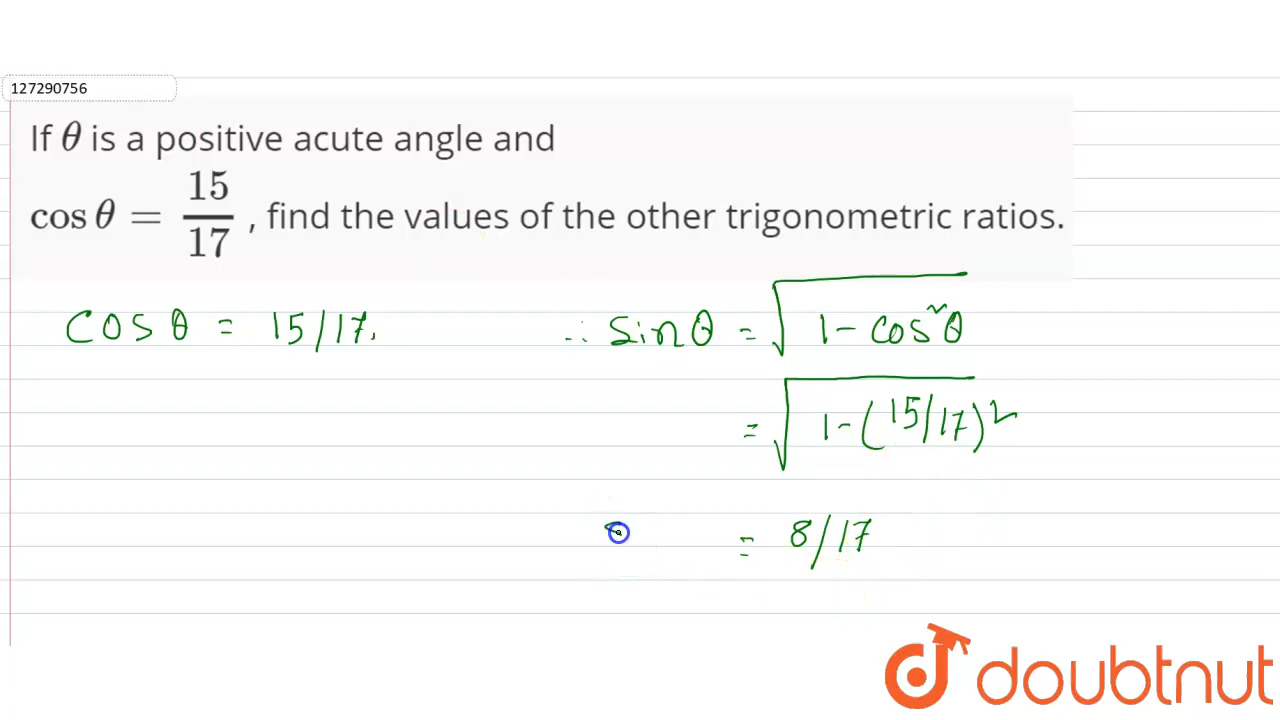 127290756
If θ is a positive acute angle and
cos θ = 15/17 , find the values of the other trigonometric ratios.
COS θ = 15/17, ∴ sin θ = √(1 - cos²θ)
= √(1 - (15/17)²)
= 8/17
doubtnut